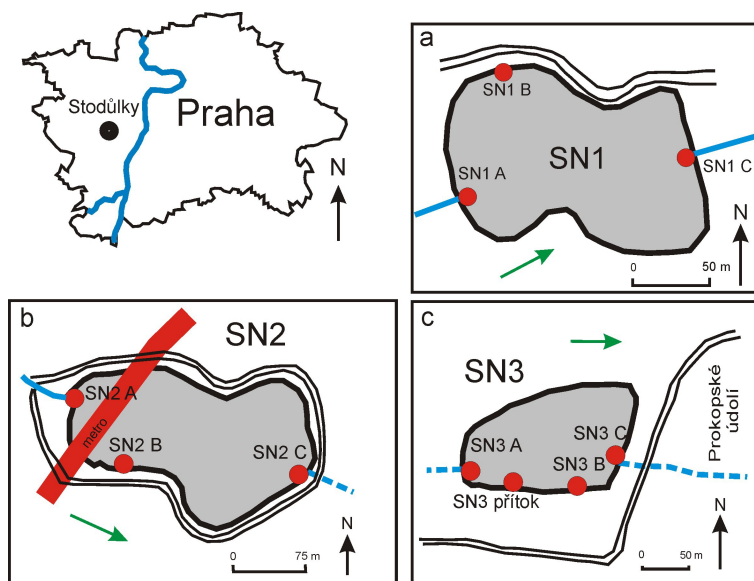 Stodůlky
Praha
N
a
SN1 B
SN1
SN1 A
SN1 C
N
0 50 m
b
SN2
SN2 A
metro
SN2 B
SN2 C
N
0 75 m
c
SN3
SN3 A
SN3 C
SN3 B
SN3 přítok
Prokopské
údolí
N
0 50 m